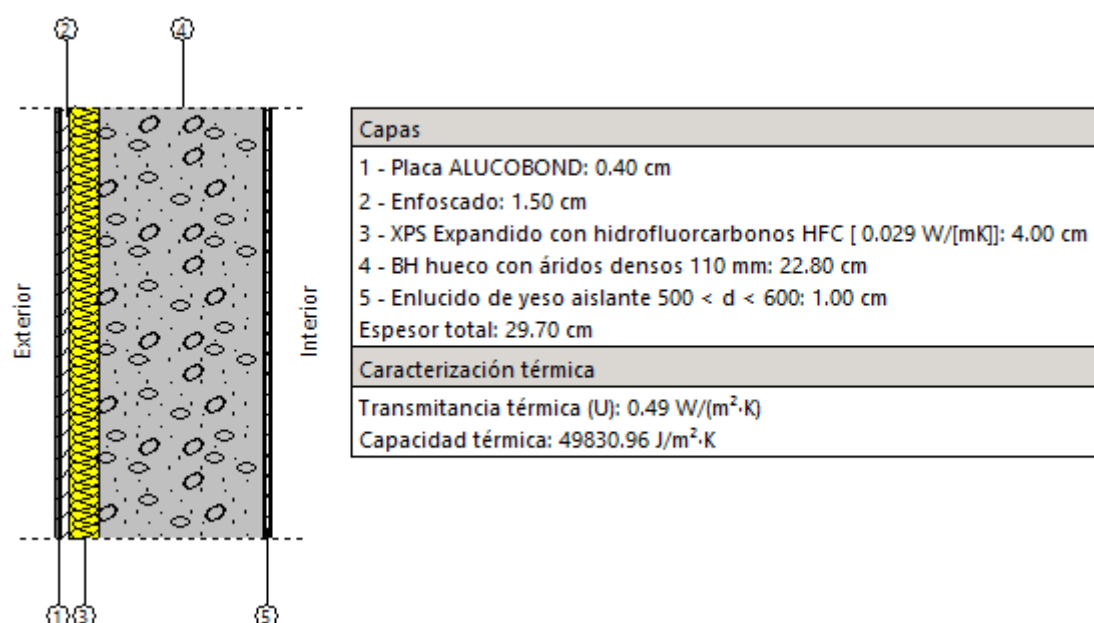 2
4
Exterior
Interior
1
3
5
Capas
1 - Placa ALUCOBOND: 0.40 cm
2 - Enfoscado: 1.50 cm
3 - XPS Expandido con hidrofluorcarbonos HFC [ 0.029 W/[mK]]: 4.00 cm
4 - BH hueco con áridos densos 110 mm: 22.80 cm
5 - Enlucido de yeso aislante 500 < d < 600: 1.00 cm
Espesor total: 29.70 cm
Caracterización térmica
Transmitancia térmica (U): 0.49 W/(m²·K)
Capacidad térmica: 49830.96 J/m²·K